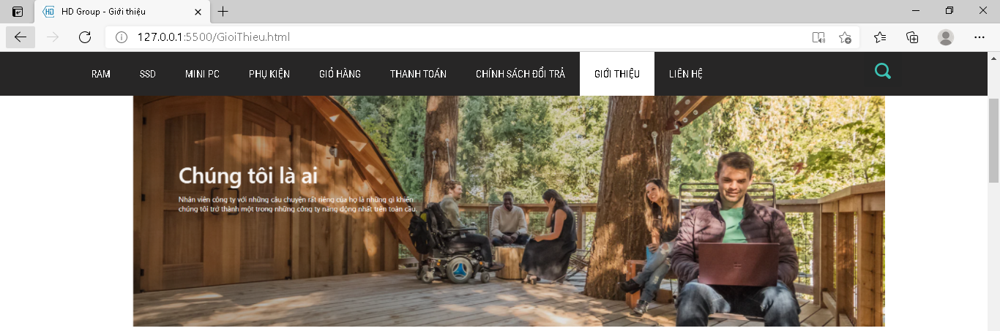 HD Group - Giới thiệu
127.0.0.1:5500/GioiThieu.html
RAM SSD MINI PC PHỤ KIỆN GIỎ HÀNG THANH TOÁN CHÍNH SÁCH ĐỔI TRẢ GIỚI THIỆU LIÊN HỆ
Chúng tôi là ai
Nhân viên công ty với những câu chuyện rất riêng của họ là những gì khiến
chúng tôi trở thành một trong những công ty năng động nhất trên toàn cầu.